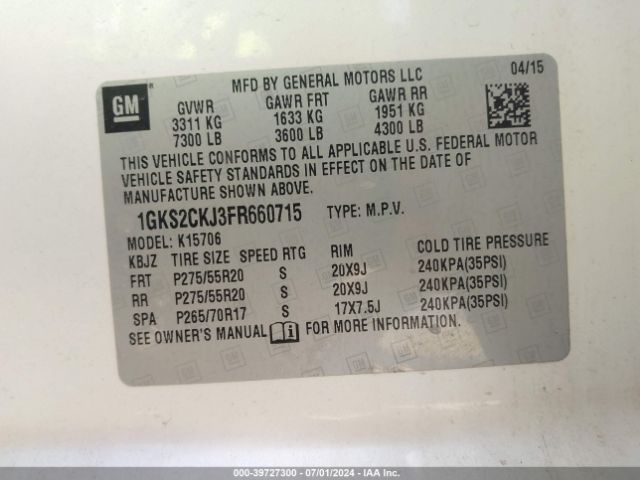 GM
®
MFD BY GENERAL MOTORS LLC
04/15
GVWR GAWR FRT GAWR RR
3311 KG 1633 KG 1951 KG
7300 LB 3600 LB 4300 LB
THIS VEHICLE CONFORMS TO ALL APPLICABLE U.S. FEDERAL MOTOR
VEHICLE SAFETY STANDARDS IN EFFECT ON THE DATE OF
MANUFACTURE SHOWN ABOVE.
1GKS2CKJ3FR660715 TYPE: M.P.V.
MODEL: K15706
KBJZ TIRE SIZE SPEED RTG RIM COLD TIRE PRESSURE
FRT P275/55R20 S 20X9J 240KPA(35PSI)
RR P275/55R20 S 20X9J 240KPA(35PSI)
SPA P265/70R17 S 17X7.5J 240KPA(35PSI)
SEE OWNER'S MANUAL FOR MORE INFORMATION.
000-39727300 - 07/01/2024 - IAA Inc.